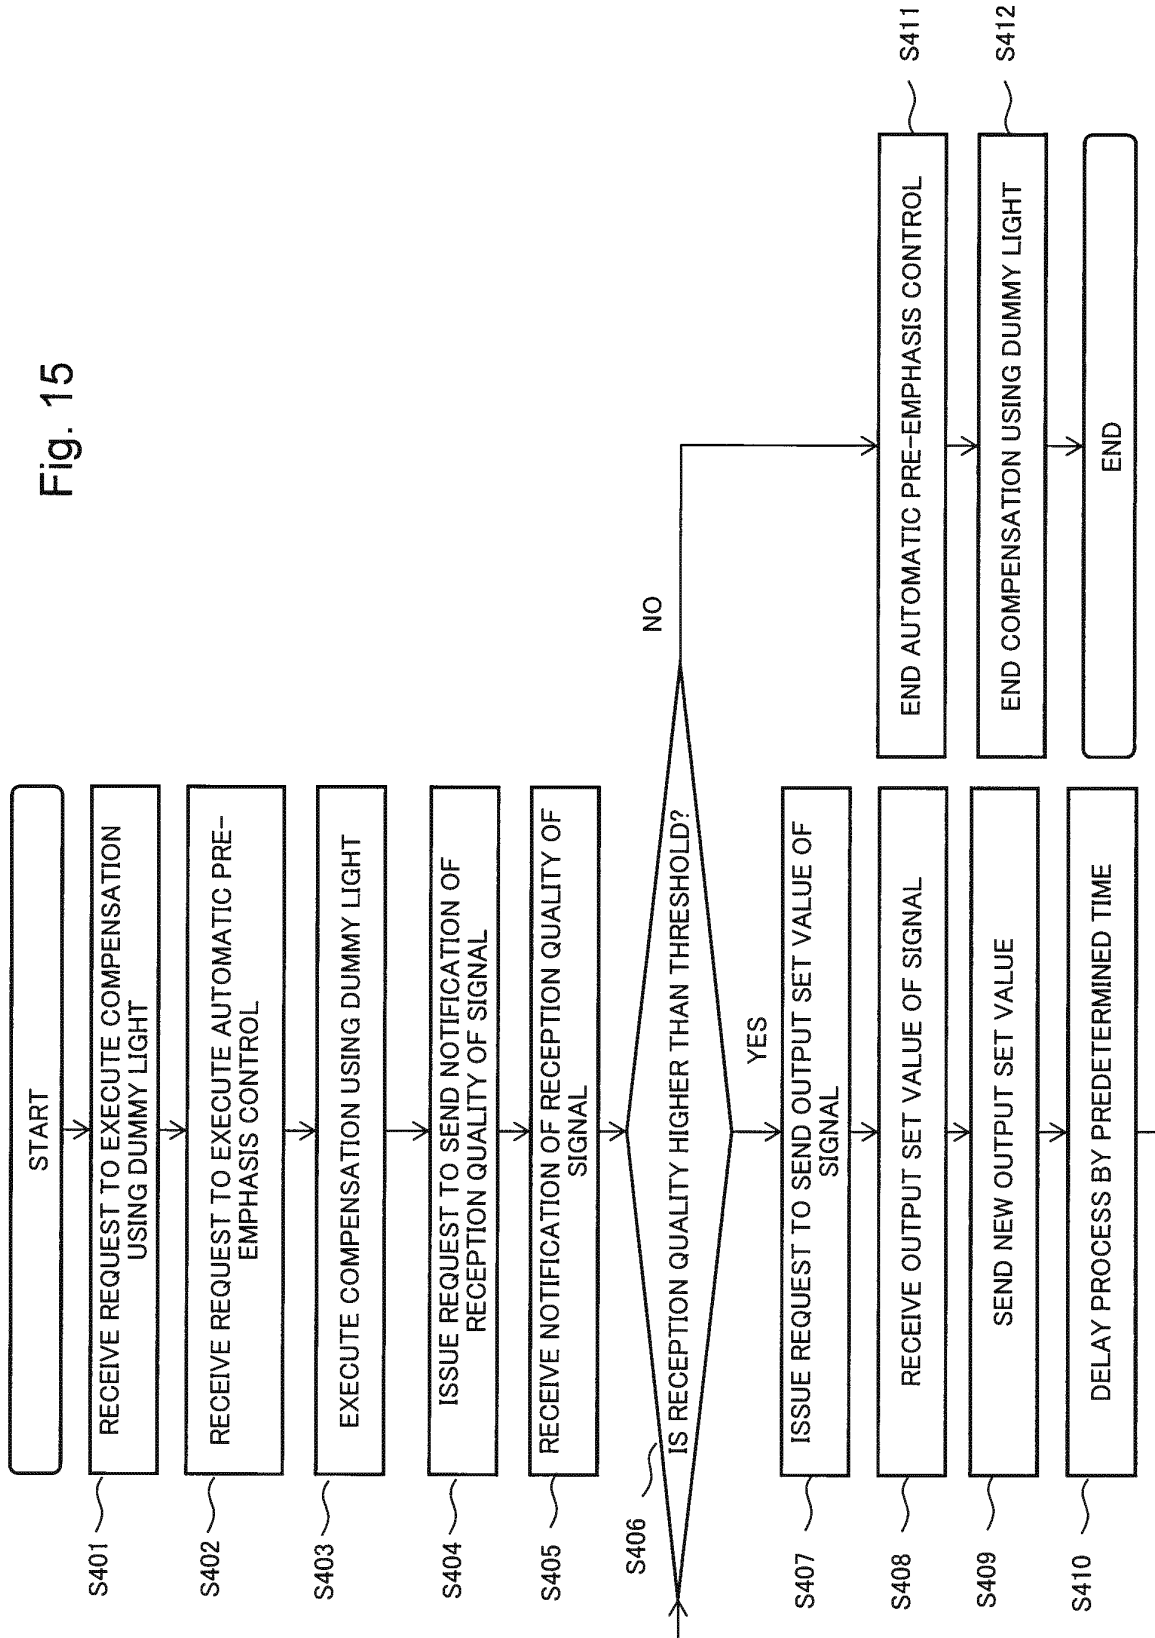 Fig. 15
START
S401
RECEIVE REQUEST TO EXECUTE COMPENSATION
USING DUMMY LIGHT
S402
RECEIVE REQUEST TO EXECUTE AUTOMATIC PRE-
EMPHASIS CONTROL
S403
EXECUTE COMPENSATION USING DUMMY LIGHT
S404
ISSUE REQUEST TO SEND NOTIFICATION OF
RECEPTION QUALITY OF SIGNAL
S405
RECEIVE NOTIFICATION OF RECEPTION QUALITY OF
SIGNAL
S406
IS RECEPTION QUALITY HIGHER THAN THRESHOLD?
NO
YES
S407
ISSUE REQUEST TO SEND OUTPUT SET VALUE OF
SIGNAL
S408
RECEIVE OUTPUT SET VALUE OF SIGNAL
S409
SEND NEW OUTPUT SET VALUE
S410
DELAY PROCESS BY PREDETERMINED TIME
END AUTOMATIC PRE-EMPHASIS CONTROL
S411
END COMPENSATION USING DUMMY LIGHT
S412
END